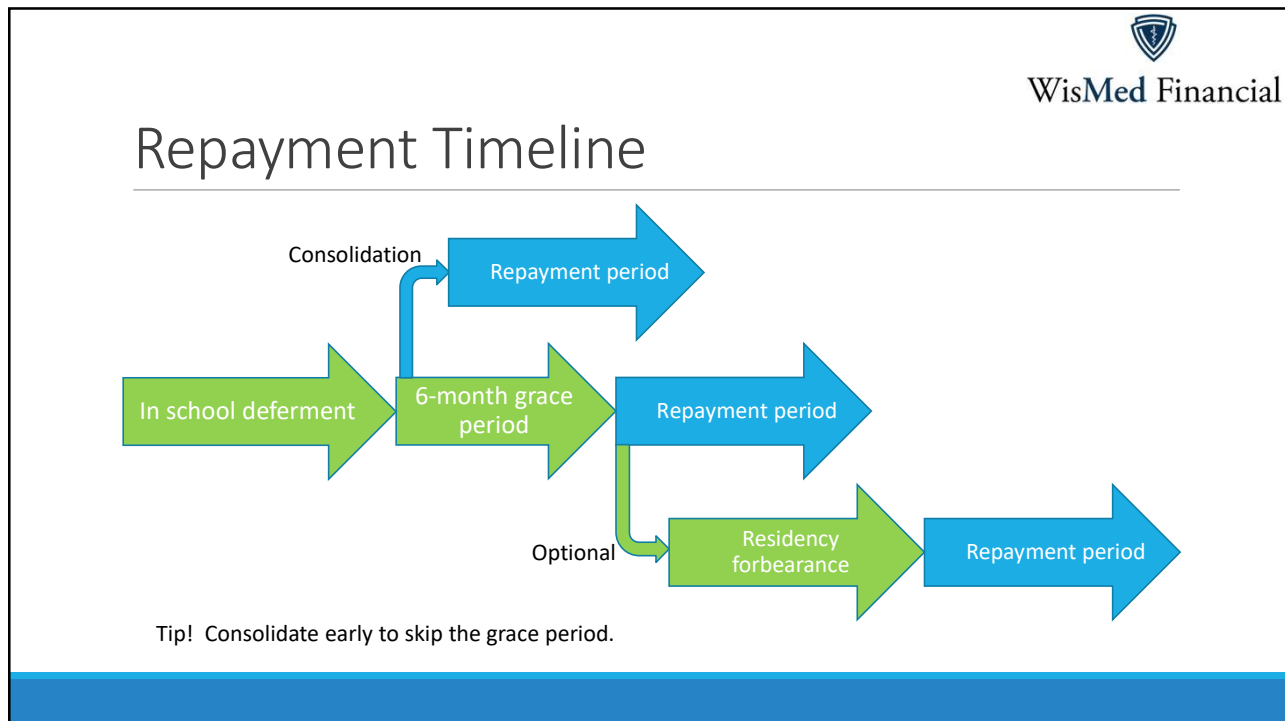 WisMed Financial
Repayment Timeline
Consolidation
Repayment period
In school deferment
6-month grace
period
Repayment period
Optional
Residency
forbearance
Repayment period
Tip! Consolidate early to skip the grace period.